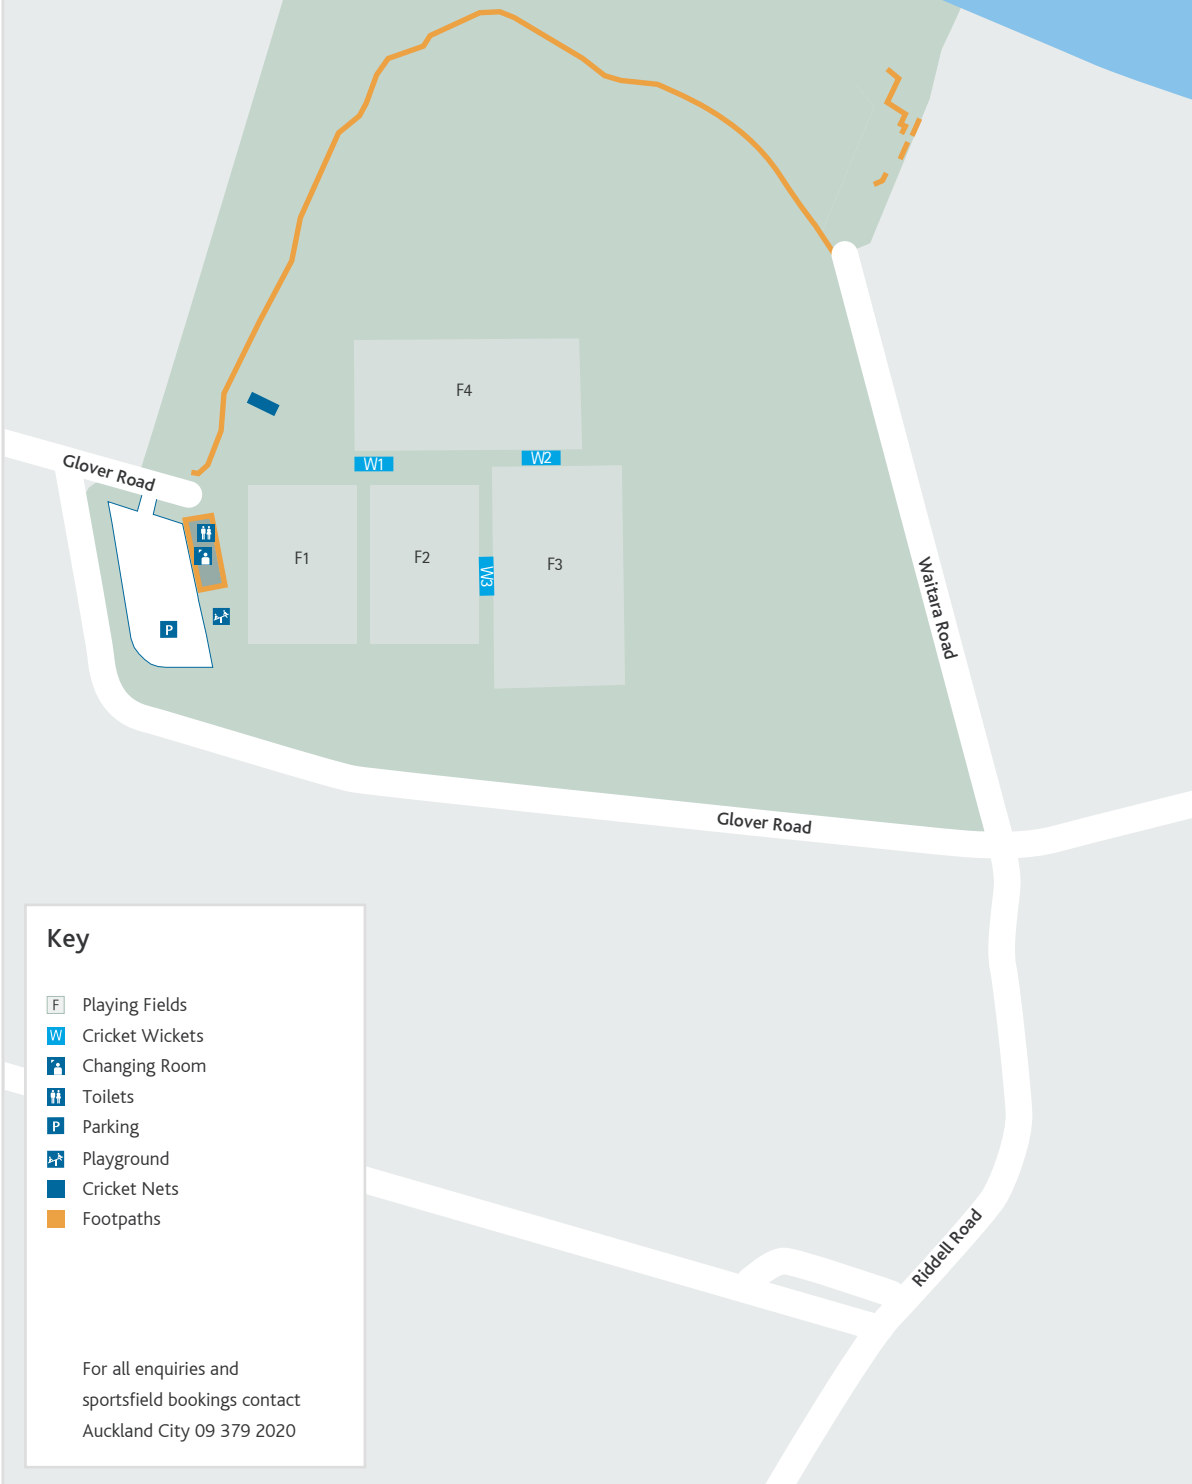 F4
Glover Road
W1
W2
F1
F2
F3
W3
P
Waitara Road
Glover Road
Key
F Playing Fields
W Cricket Wickets
Changing Room
Toilets
P Parking
Playground
Cricket Nets
Footpaths
Riddell Road
For all enquiries and
sportsfield bookings contact
Auckland City 09 379 2020